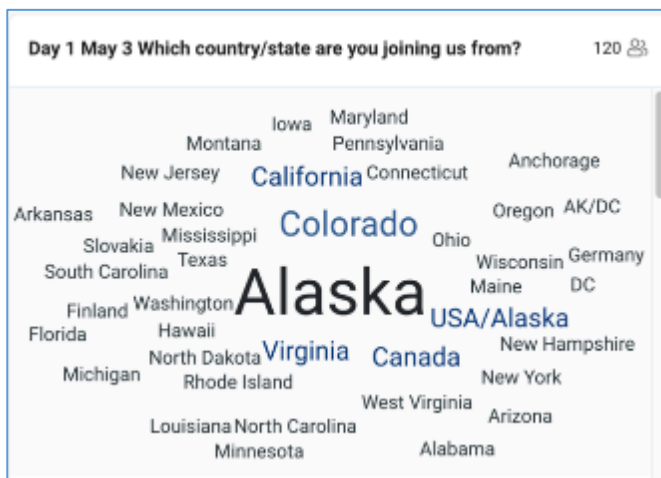 Day 1 May 3 Which country/state are you joining us from? 120
Iowa Maryland
Montana Pennsylvania
New Jersey California Connecticut Anchorage
Arkansas New Mexico Colorado Oregon AK/DC
Slovakia Mississippi Ohio
South Carolina Texas Wisconsin Germany
Alaska Maine DC
Finland Washington USA/Alaska
Florida Hawaii New Hampshire
North Dakota Virginia Canada
Michigan Rhode Island New York
West Virginia Arizona
Louisiana North Carolina
Minnesota Alabama